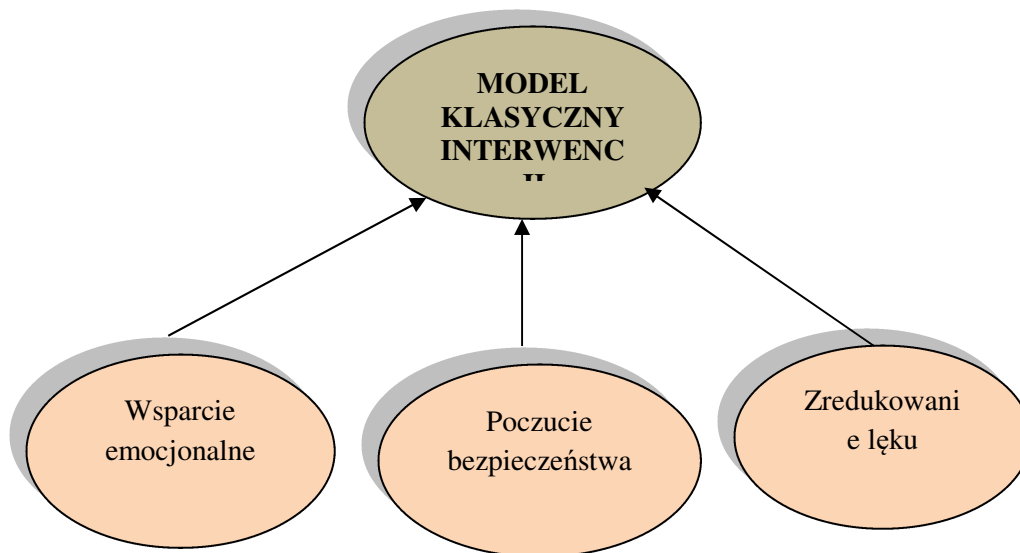 MODEL
KLASYCZNY
INTERWENC
Wsparcie
emocjonalne
Poczucie
bezpieczeństwa
Zredukowani
e lęku